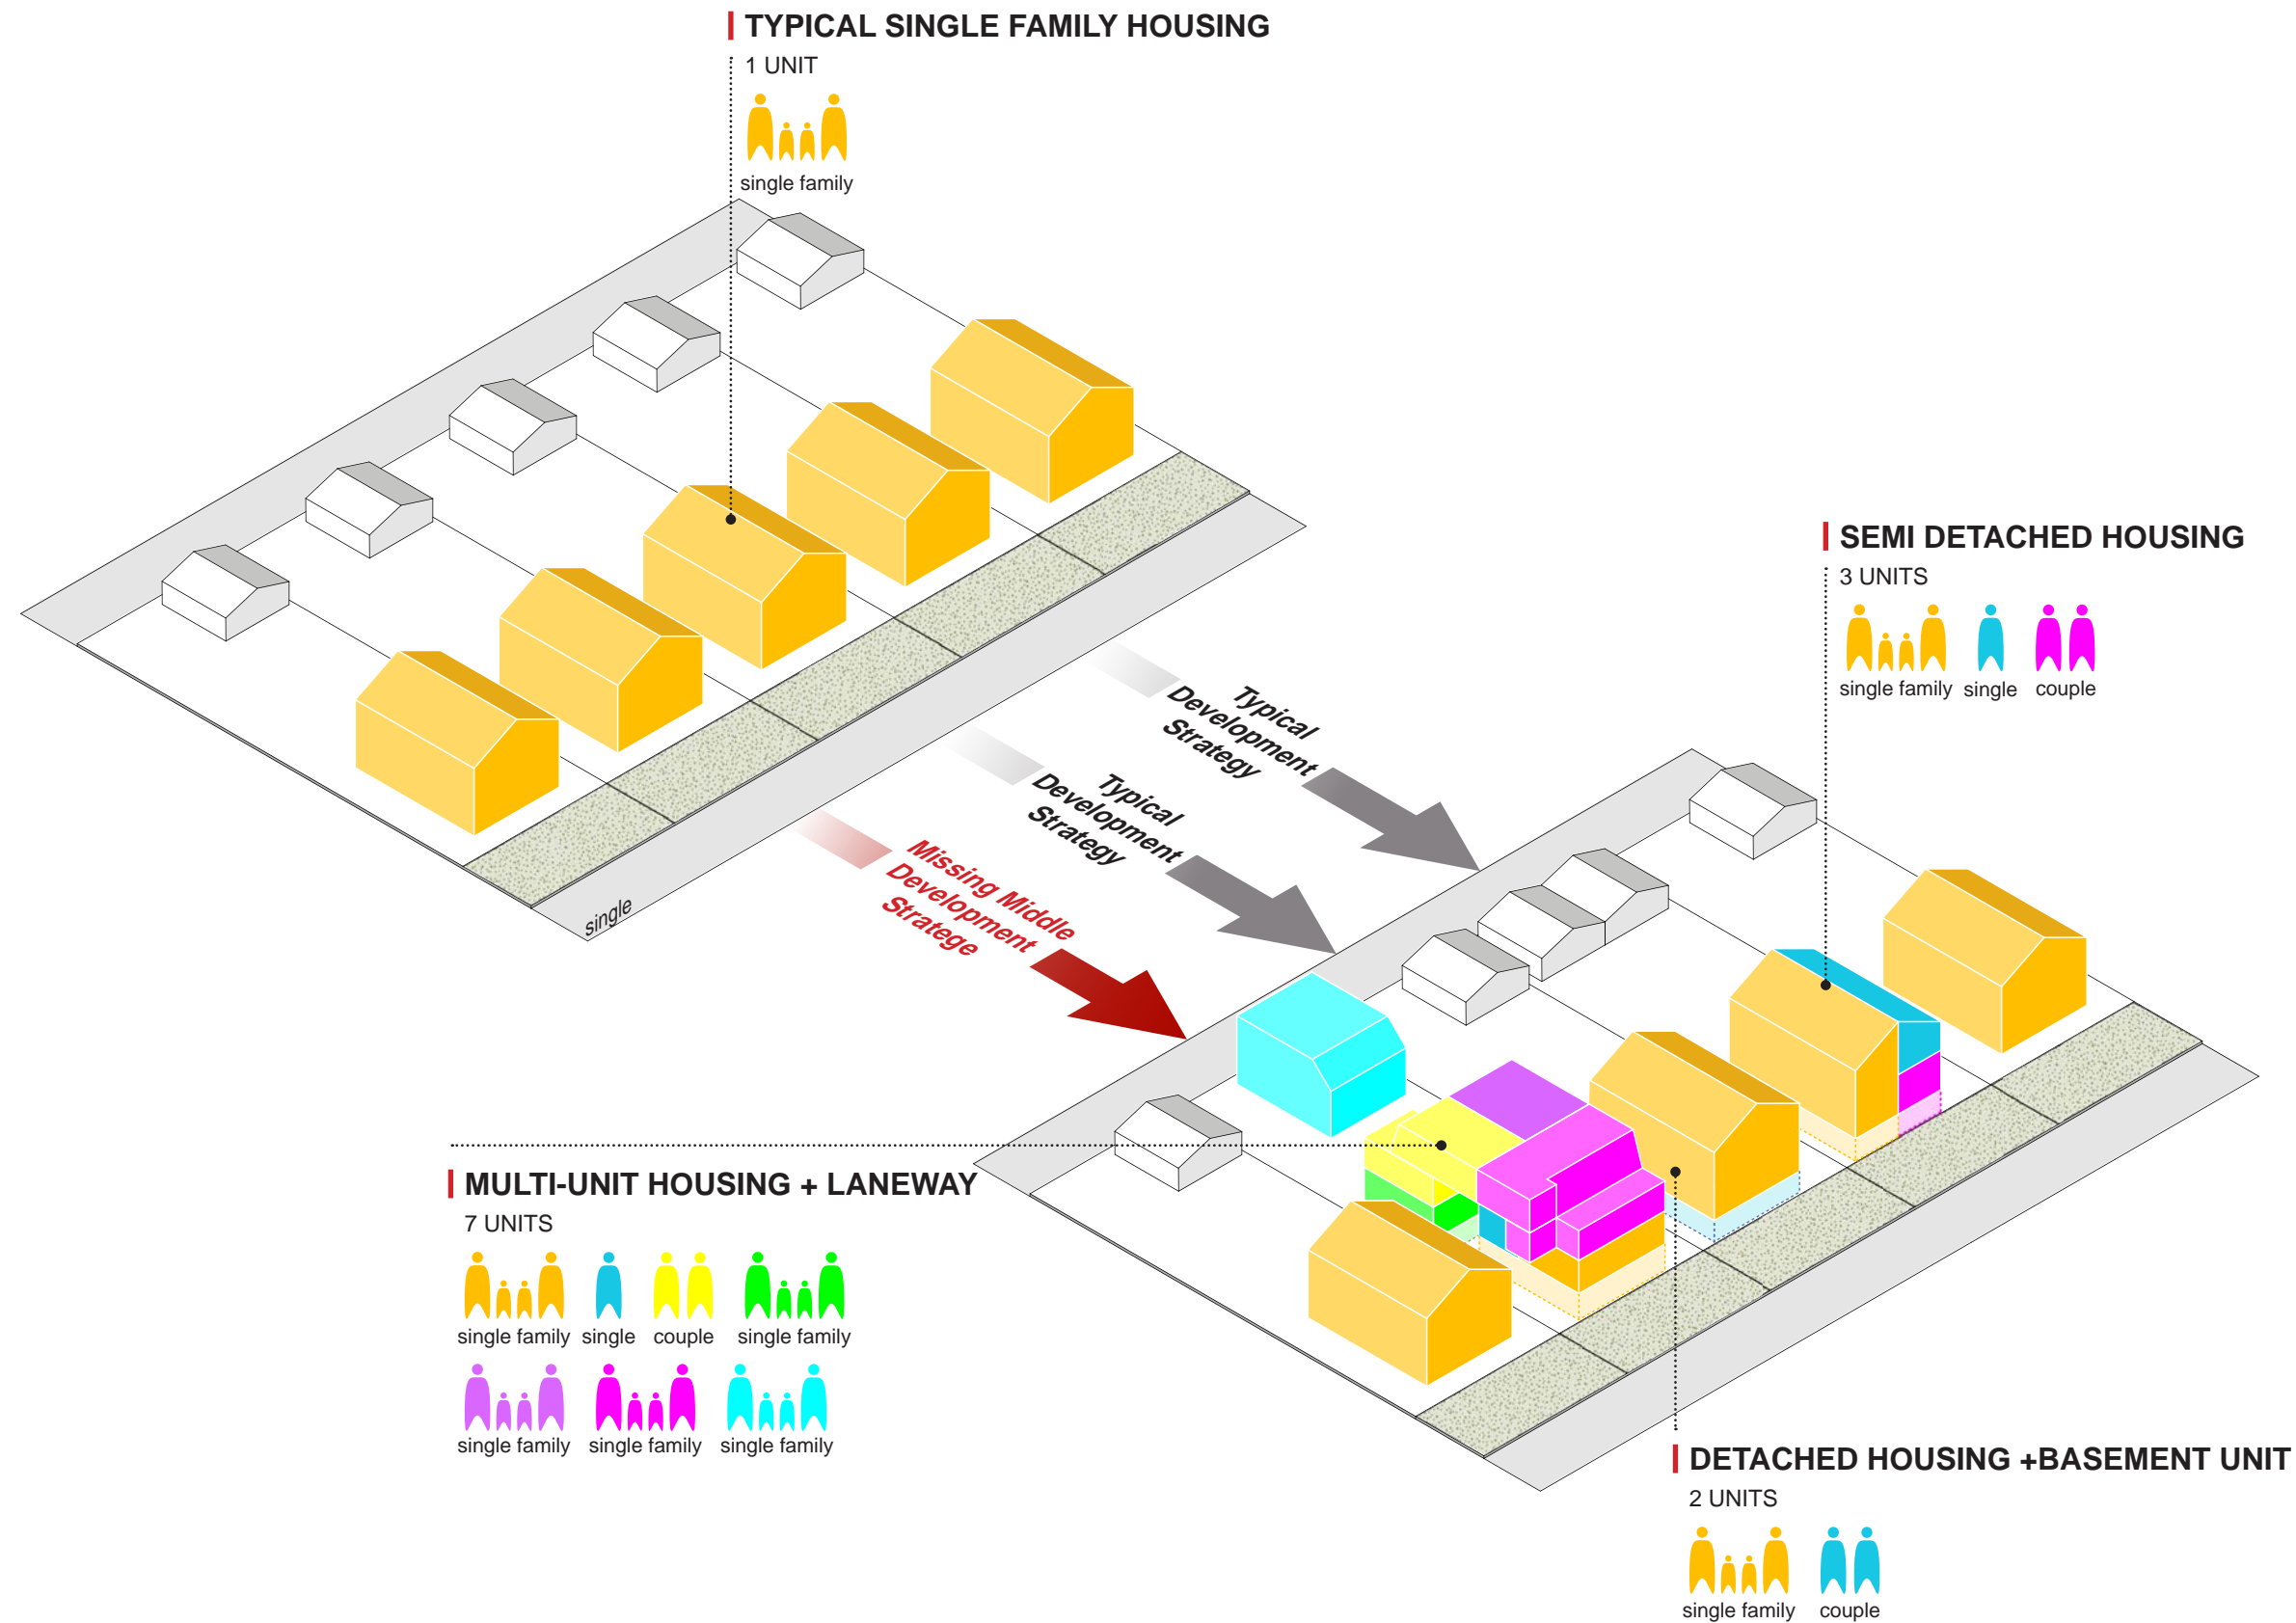 TYPICAL SINGLE FAMILY HOUSING
1 UNIT
single family
SEMI DETACHED HOUSING
3 UNITS
single family single couple
Typical
Development
Strategy
Typical
Development
Strategy
Missing Middle
Development
Stratege
single
MULTI-UNIT HOUSING + LANEWAY
7 UNITS
single family single couple single family
single family single family single family
DETACHED HOUSING +BASEMENT UNIT
2 UNITS
single family couple